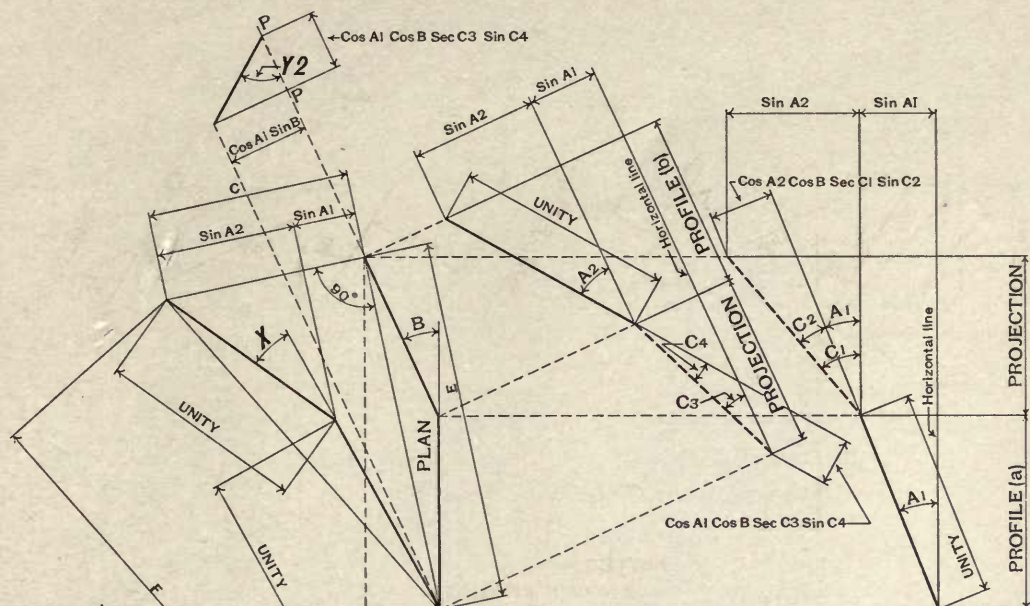 P
Cos A1 Cos B Sec C3 Sin C4
Y2
P
Cos A1 Sin B
C
Sin A2
Sin A1
Sin A2
Sin A1
UNITY
Horizontal line
PROFILE (b)
Sin A2
Sin A1
Cos A2 Cos B Sec C1 Sin C2
90°
B
A2
C4
C3
PROJECTION
C2
A1
C1
Horizontal line
PROJECTION
X
E
UNITY
PLAN
Cos A1 Cos B Sec C3 Sin C4
A1
UNITY
PROFILE (a)
UNITY
F